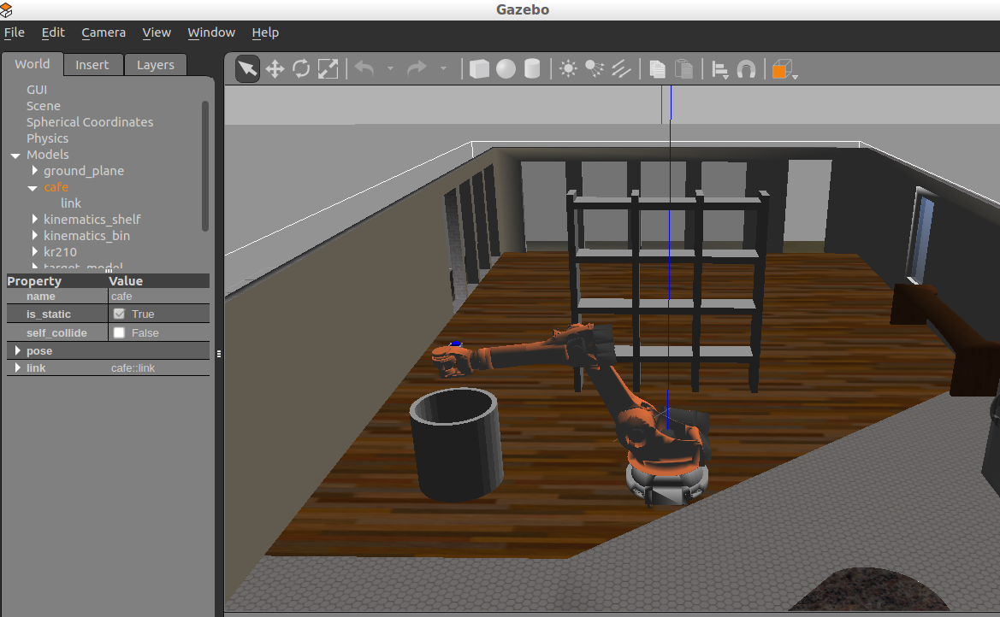 Gazebo
File Edit Camera View Window Help
World Insert Layers
GUI
Scene
Spherical Coordinates
Physics
Models
ground_plane
cafe
link
kinematics_shelf
kinematics_bin
kr210
target_model
Property Value
name cafe
is_static True
self_collide False
pose
link cafe::link